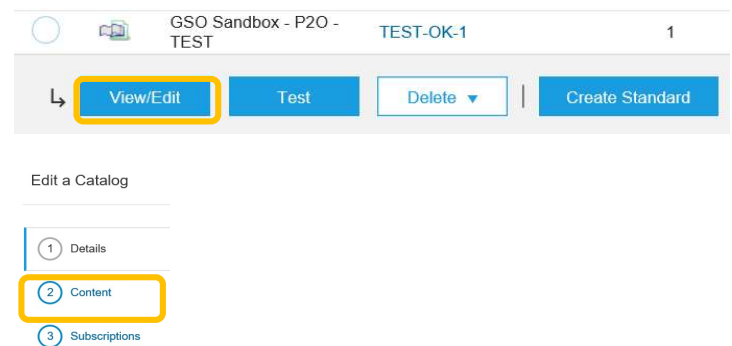 GSO Sandbox - P2O -
TEST
TEST-OK-1
1
View/Edit
Test
Delete
Create Standard
Edit a Catalog
1 Details
2 Content
3 Subscriptions